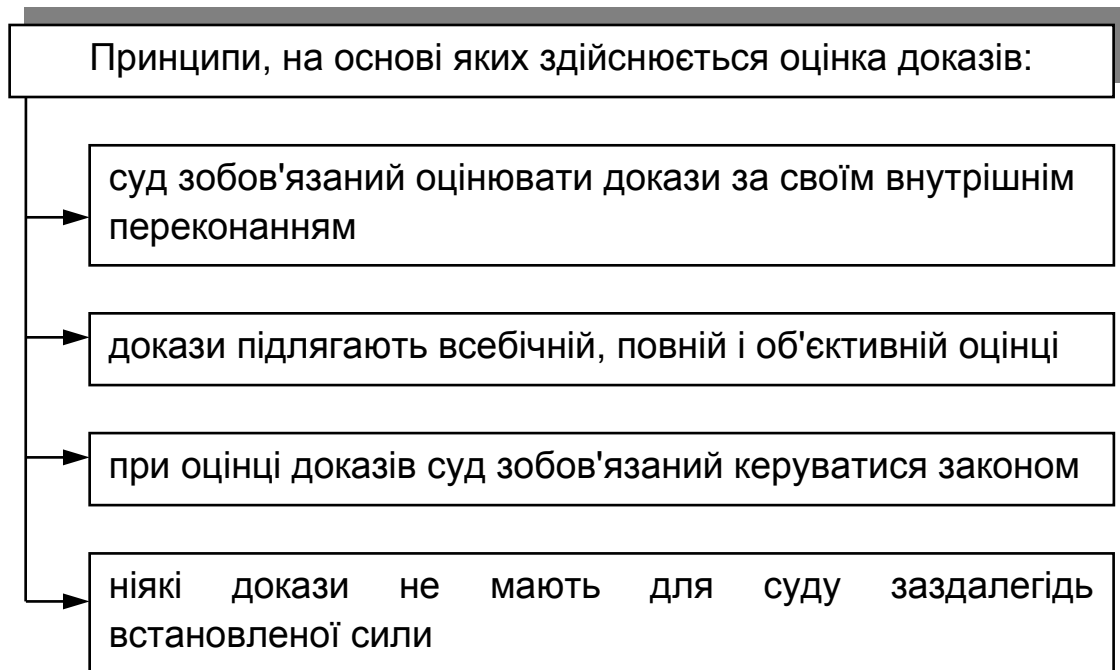 Принципи, на основі яких здійснюється оцінка доказів:
суд зобов'язаний оцінювати докази за своїм внутрішнім
переконанням
докази підлягають всебічній, повній і об'єктивній оцінці
при оцінці доказів суд зобов'язаний керуватися законом
ніякі докази не мають для суду заздалегідь
встановленої сили